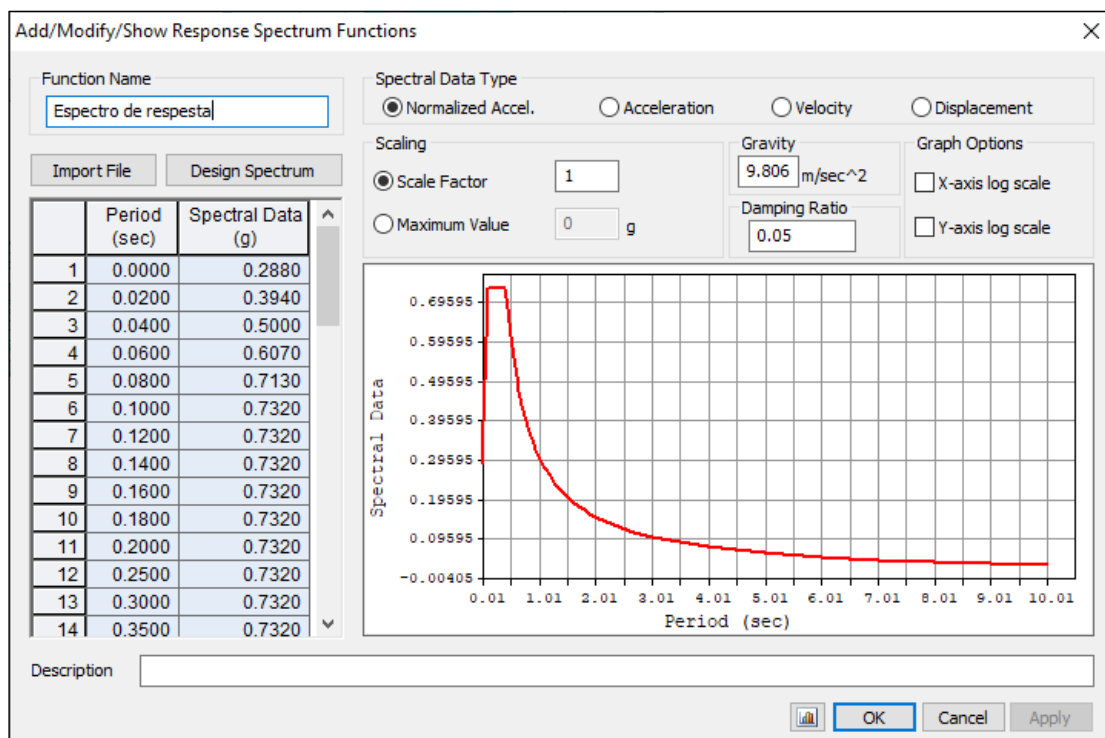 Add/Modify/Show Response Spectrum Functions
Function Name
Espectro de respesta
Import File
Design Spectrum
Spectral Data Type
Normalized Accel.
Acceleration
Velocity
Displacement
Scaling
Scale Factor
1
Maximum Value
0
g
Gravity
9.806
m/sec^2
Damping Ratio
0.05
Graph Options
X-axis log scale
Y-axis log scale
Period (sec) Spectral Data (g)
1 0.0000 0.2880
2 0.0200 0.3940
3 0.0400 0.5000
4 0.0600 0.6070
5 0.0800 0.7130
6 0.1000 0.7320
7 0.1200 0.7320
8 0.1400 0.7320
9 0.1600 0.7320
10 0.1800 0.7320
11 0.2000 0.7320
12 0.2500 0.7320
13 0.3000 0.7320
14 0.3500 0.7320
Spectral Data
0.69595
0.59595
0.49595
0.39595
0.29595
0.19595
0.09595
-0.00405
0.01 1.01 2.01 3.01 4.01 5.01 6.01 7.01 8.01 9.01 10.01
Period (sec)
Description
OK
Cancel
Apply